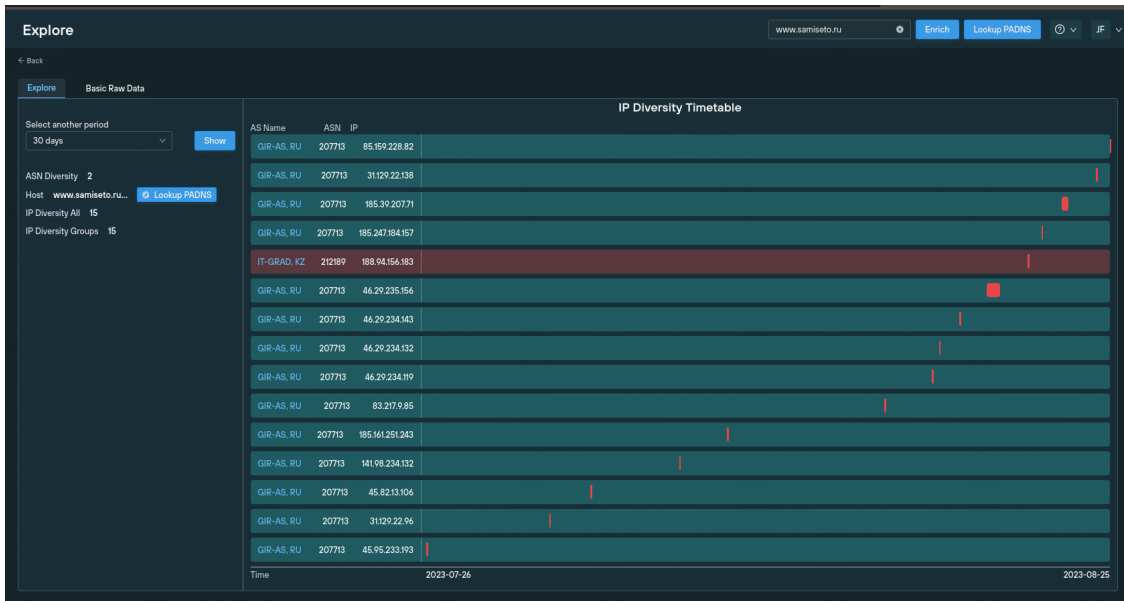 Explore
www.samiseto.ru Enrich Lookup PADNS JF
← Back
Explore Basic Raw Data
Select another period
30 days Show
ASN Diversity 2
Host www.samiseto.ru... Lookup PADNS
IP Diversity All 15
IP Diversity Groups 15
IP Diversity Timetable
AS Name ASN IP
GIR-AS, RU 207713 85.159.228.82
GIR-AS, RU 207713 31.129.22.138
GIR-AS, RU 207713 185.39.207.71
GIR-AS, RU 207713 185.247.184.157
IT-GRAD, KZ 212189 188.94.156.183
GIR-AS, RU 207713 46.29.235.156
GIR-AS, RU 207713 46.29.234.143
GIR-AS, RU 207713 46.29.234.132
GIR-AS, RU 207713 46.29.234.119
GIR-AS, RU 207713 83.217.9.85
GIR-AS, RU 207713 185.161.251.243
GIR-AS, RU 207713 141.98.234.132
GIR-AS, RU 207713 45.82.13.106
GIR-AS, RU 207713 31.129.22.96
GIR-AS, RU 207713 45.95.233.193
Time 2023-07-26 2023-08-25